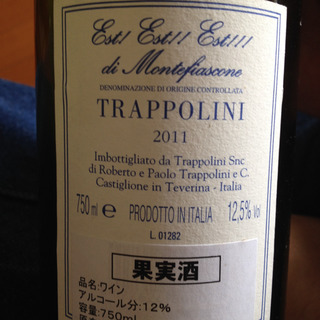 Est! Est!! Est!!!
di Montefiascone
DENOMINAZIONE DI ORIGINE CONTROLLATA
TRAPPOLINI
2011
Imbottigliato da Trappolini Snc
di Roberto e Paolo Trappolini e C.
Castiglione in Teverina - Italia
750 ml e PRODOTTO IN ITALIA 12,5% Vol
L. 01282
果実酒
品名:ワイン
アルコール分:12%
容量:750ml